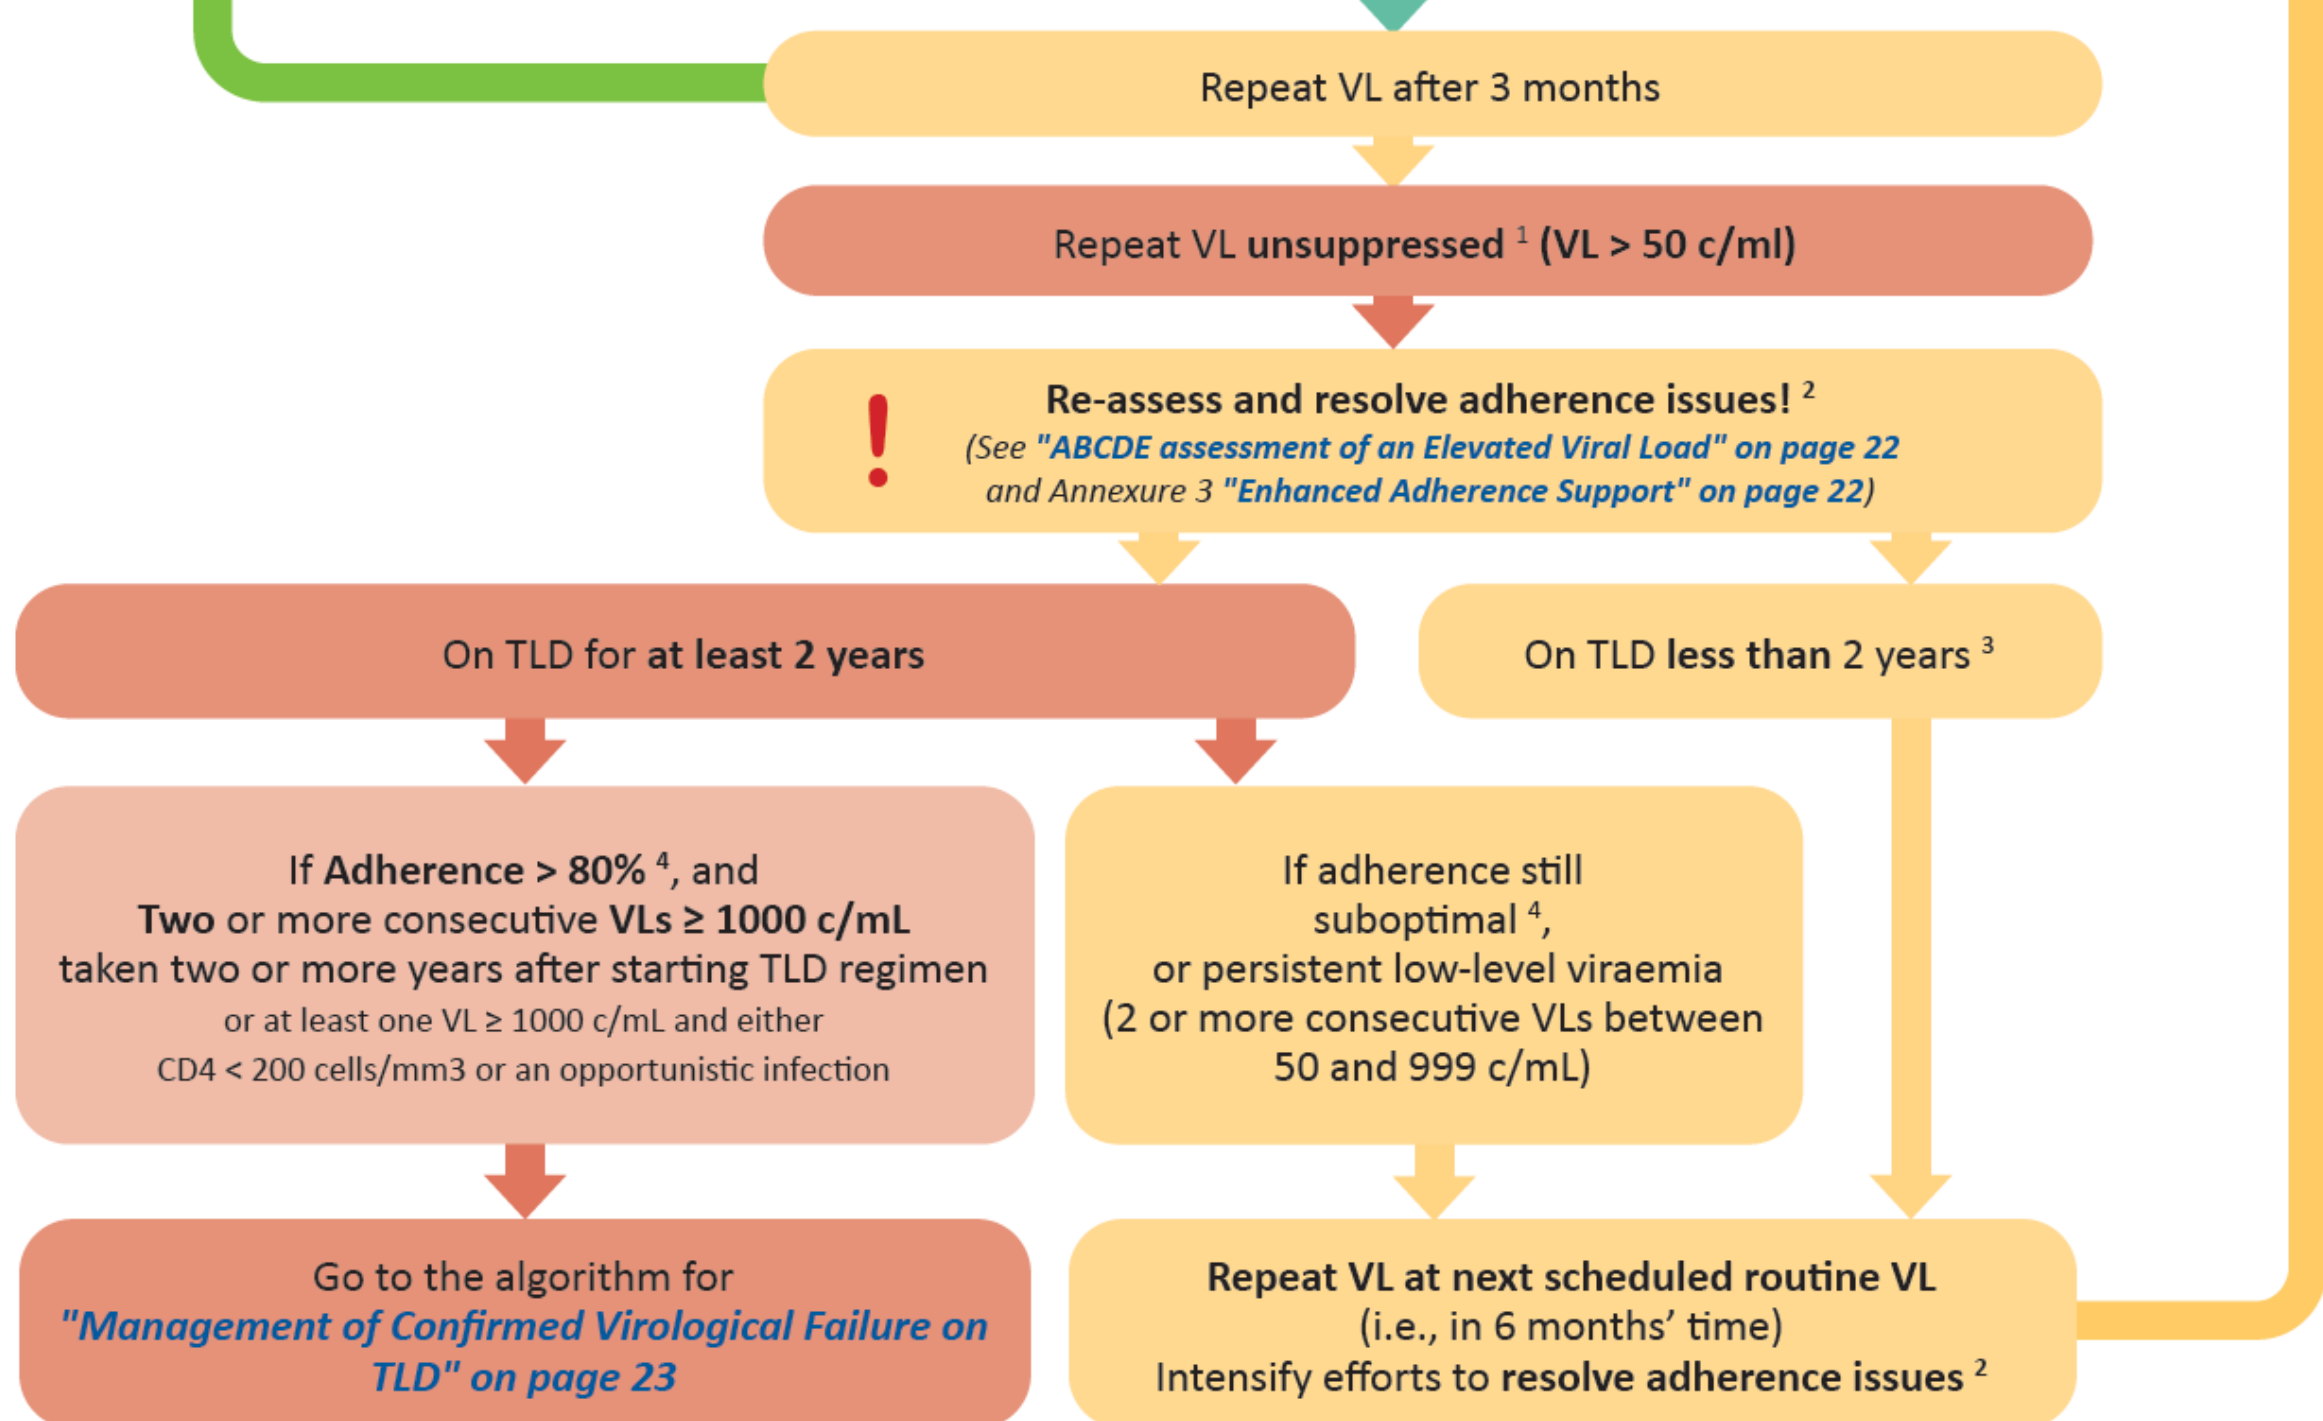 Repeat VL after 3 months
Repeat VL unsuppressed ¹ (VL > 50 c/ml)
Re-assess and resolve adherence issues! ²
(See "ABCDE assessment of an Elevated Viral Load" on page 22
and Annexure 3 "Enhanced Adherence Support" on page 22)
On TLD for at least 2 years
On TLD less than 2 years ³
If Adherence > 80% ⁴, and
Two or more consecutive VLs ≥ 1000 c/mL
taken two or more years after starting TLD regimen
or at least one VL ≥ 1000 c/mL and either
CD4 < 200 cells/mm3 or an opportunistic infection
If adherence still
suboptimal ⁴,
or persistent low-level viraemia
(2 or more consecutive VLs between
50 and 999 c/mL)
Go to the algorithm for
"Management of Confirmed Virological Failure on
TLD" on page 23
Repeat VL at next scheduled routine VL
(i.e., in 6 months’ time)
Intensify efforts to resolve adherence issues ²